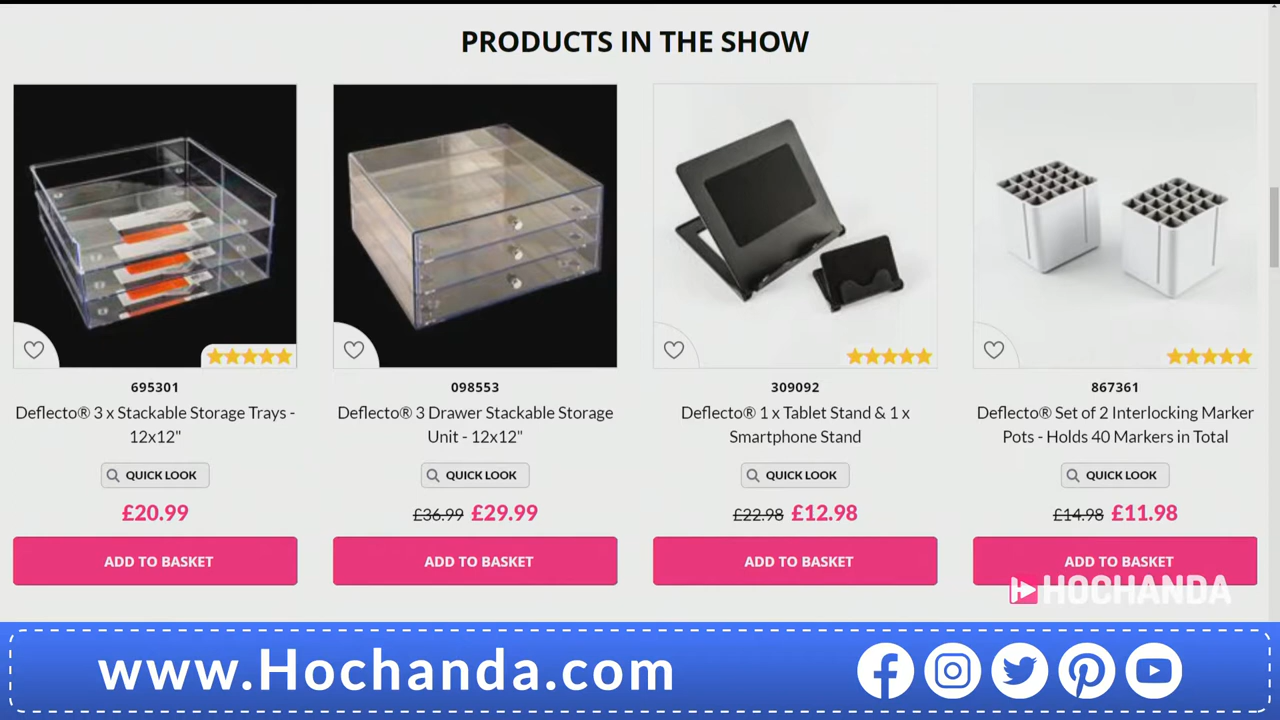 PRODUCTS IN THE SHOW
695301
Deflecto® 3 x Stackable Storage Trays -
12x12"
QUICK LOOK
£20.99
ADD TO BASKET
098553
Deflecto® 3 Drawer Stackable Storage
Unit - 12x12"
QUICK LOOK
£36.99 £29.99
ADD TO BASKET
309092
Deflecto® 1 x Tablet Stand & 1 x
Smartphone Stand
QUICK LOOK
£22.98 £12.98
ADD TO BASKET
867361
Deflecto® Set of 2 Interlocking Marker
Pots - Holds 40 Markers in Total
QUICK LOOK
£14.98 £11.98
ADD TO BASKET
HOCHANDA
www.Hochanda.com